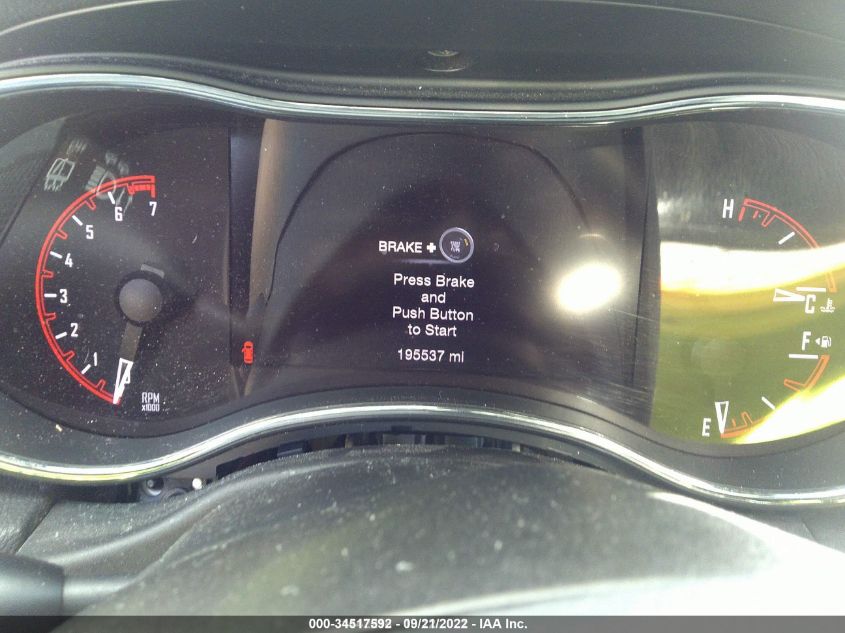 7
6
5
4
3
2
1
RPM
x1000
BRAKE +
Press Brake
and
Push Button
to Start
195537 mi
H
C
F
E
000-34517592 - 09/21/2022 - IAA Inc.